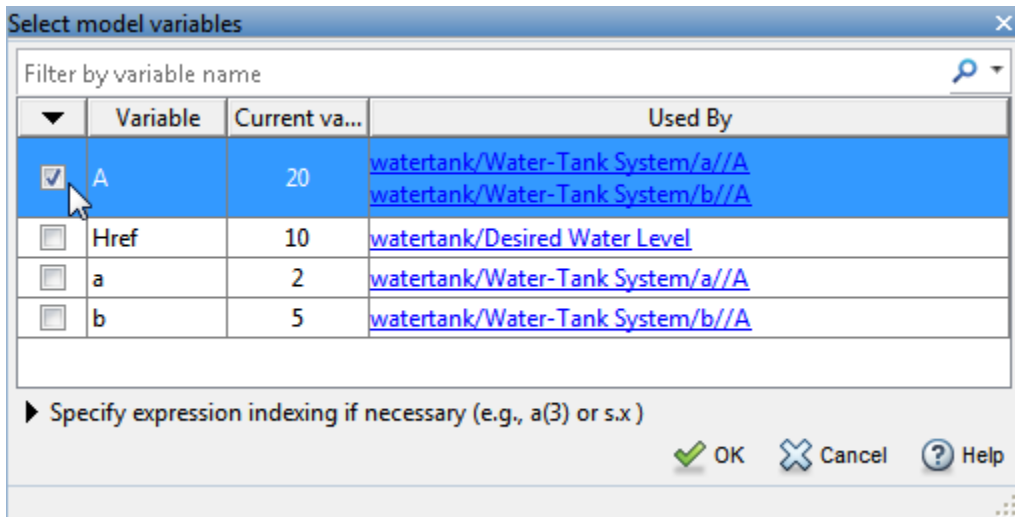 Select model variables
Filter by variable name
Variable Current va... Used By
A 20 watertank/Water-Tank System/a//A
watertank/Water-Tank System/b//A
Href 10 watertank/Desired Water Level
a 2 watertank/Water-Tank System/a//A
b 5 watertank/Water-Tank System/b//A
Specify expression indexing if necessary (e.g., a(3) or s.x )
OK Cancel Help